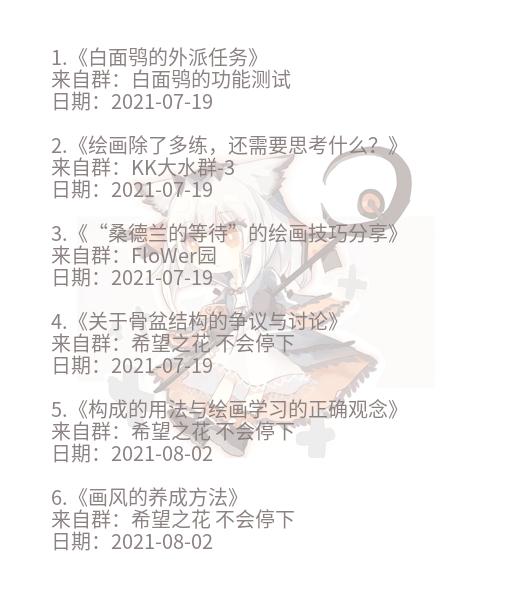 1.《白面鸮的外派任务》
来自群：白面鸮的功能测试
日期：2021-07-19
2.《绘画除了多练，还需要思考什么？》
来自群：KK大水群-3
日期：2021-07-19
3.《“桑德兰的等待”的绘画技巧分享》
来自群：FloWer园
日期：2021-07-19
4.《关于骨盆结构的争议与讨论》
来自群：希望之花 不会停下
日期：2021-07-19
5.《构成的用法与绘画学习的正确观念》
来自群：希望之花 不会停下
日期：2021-08-02
6.《画风的养成方法》
来自群：希望之花 不会停下
日期：2021-08-02